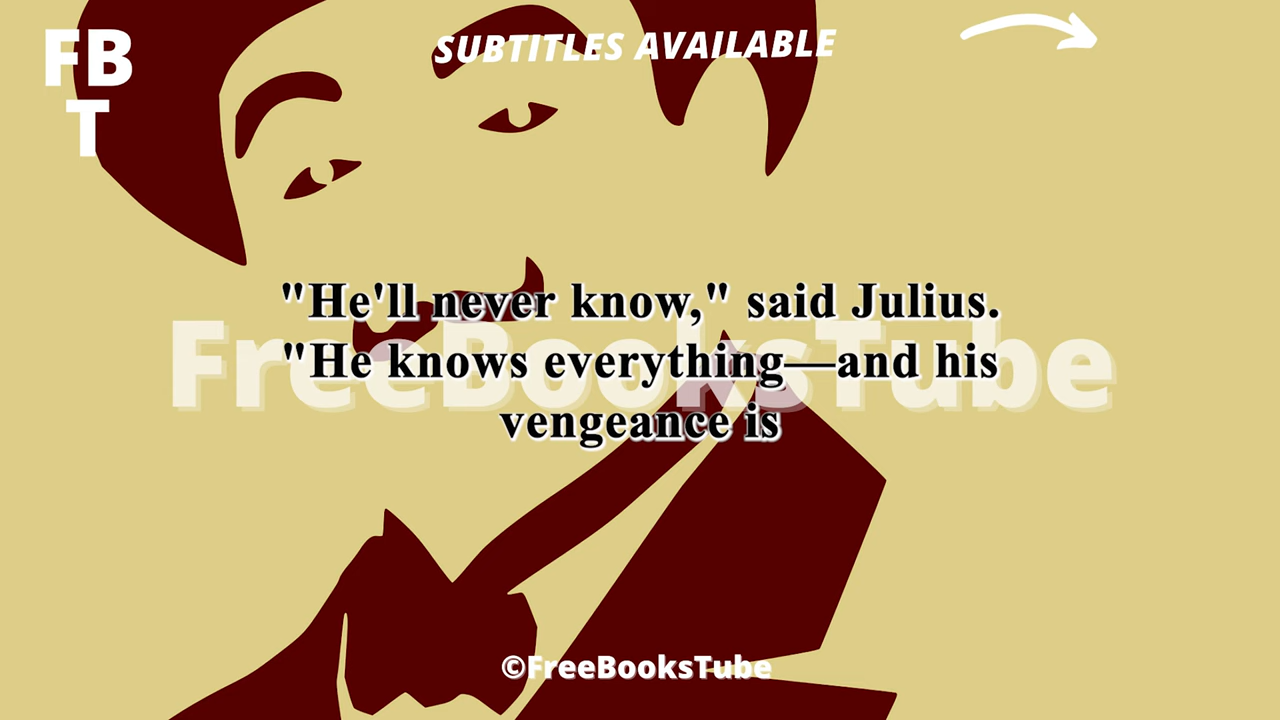 FB
T
SUBTITLES AVAILABLE
"He'll never know," said Julius.
"He knows everything—and his
vengeance is
FreeBooksTube
©FreeBooksTube